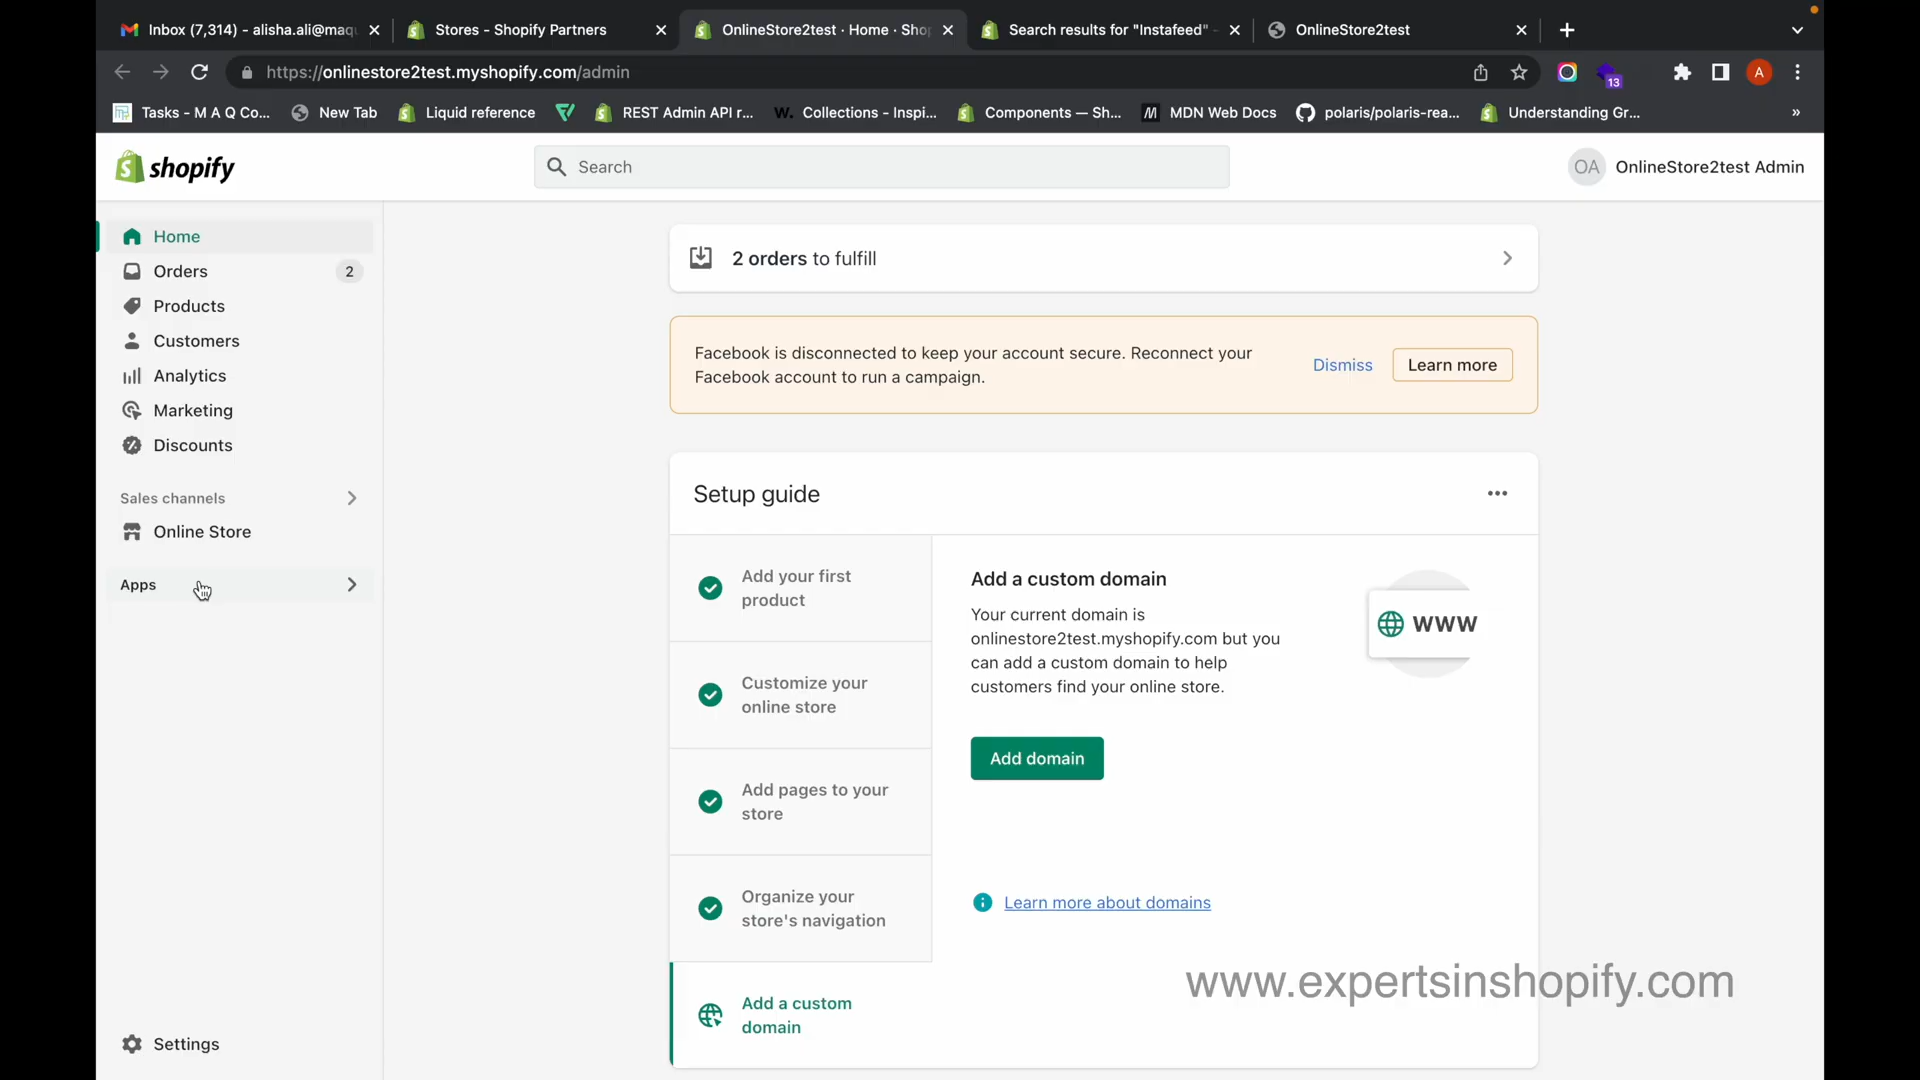 Inbox (7,314) - alisha.ali@maqu
Stores - Shopify Partners
OnlineStore2test · Home · Shop
Search results for "Instafeed" -
OnlineStore2test
https://onlinestore2test.myshopify.com/admin
13
A
Tasks - M A Q Co...
New Tab
Liquid reference
REST Admin API r...
W.
Collections - Inspi...
Components — Sh...
MDN Web Docs
polaris/polaris-rea...
Understanding Gr...
»
shopify
Search
OA
OnlineStore2test Admin
Home
Orders
2
Products
Customers
Analytics
Marketing
Discounts
Sales channels
Online Store
Apps
Settings
2 orders to fulfill
Facebook is disconnected to keep your account secure. Reconnect your
Facebook account to run a campaign.
Dismiss
Learn more
Setup guide
Add your first
product
Customize your
online store
Add pages to your
store
Organize your
store's navigation
Add a custom
domain
Add a custom domain
Your current domain is
onlinestore2test.myshopify.com but you
can add a custom domain to help
customers find your online store.
WWW
Add domain
Learn more about domains
www.expertsinshopify.com